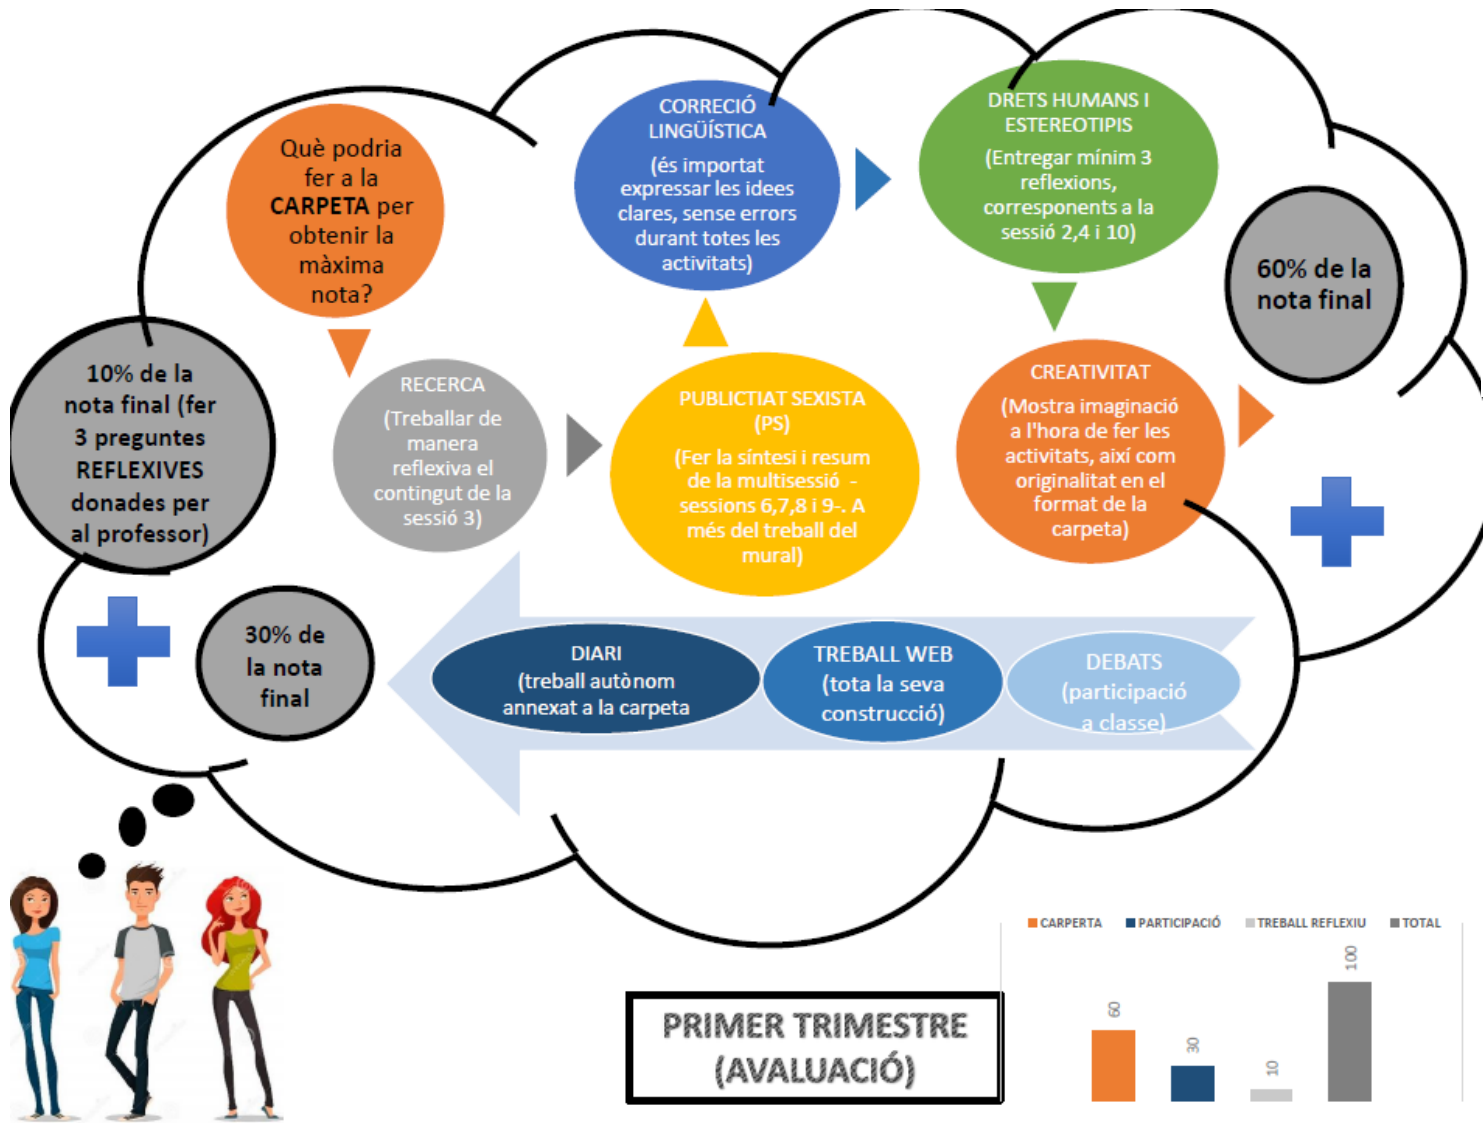 Què podria
fer a la
CARPETA per
obtenir la
màxima
nota?
RECERCA
(Treballar de
manera
reflexiva el
contingut de la
sessió 3)
PUBLICTIAT SEXISTA
(PS)
(Fer la síntesi i resum
de la multisessió -
sessions 6,7,8 i 9-. A
més del treball del
mural)
CORRECIÓ
LINGÜÍSTICA
(és importat
expressar les idees
clares, sense errors
durant totes les
activitats)
DRETS HUMANS I
ESTEREOTIPIS
(Entregar mínim 3
reflexions,
corresponents a la
sessió 2,4 i 10)
CREATIVITAT
(Mostra imaginació
a l'hora de fer les
activitats, així com
originalitat en el
format de la
carpeta)
60% de la
nota final
DEBATS
(participació
a classe)
TREBALL WEB
(tota la seva
construcció)
DIARI
(treball autònom
annexat a la carpeta
30% de
la nota
final
10% de la
nota final (fer
3 preguntes
REFLEXIVES
donades per
al professor)
PRIMER TRIMESTRE
(AVALUACIÓ)
CARPERTA PARTICIPACIÓ TREBALL REFLEXIU TOTAL
60
30
10
100